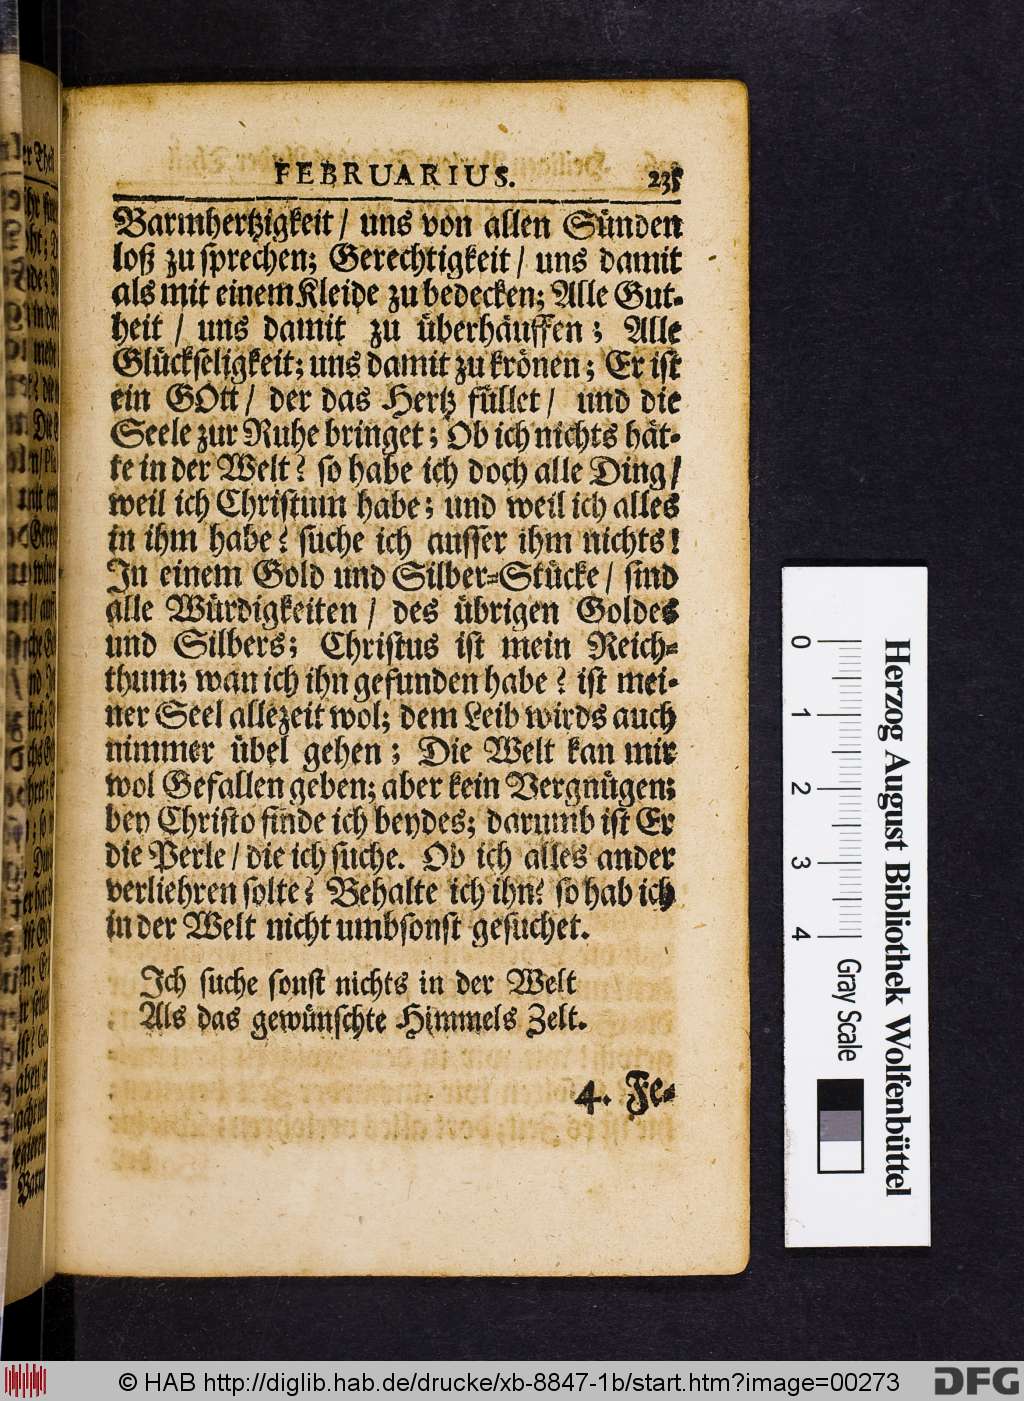 FEBRUARIUS. 235
Barmhertzigkeit / uns von allen Sünden
loß zu sprechen; Gerechtigkeit / uns damit
als mit einem Kleide zu bedecken; Alle Gut-
heit / uns damit zu überhäuffen; Alle
Glückseligkeit; uns damit zu krönen; Er ist
ein GOtt / der das Hertz füllet / und die
Seele zur Ruhe bringet; Ob ich nichts hät-
te in der Welt? so habe ich doch alle Ding /
weil ich Christum habe; und weil ich alles
in ihm habe? suche ich ausser ihm nichts!
In einem Gold und Silber-Stücke / sind
alle Würdigkeiten / des übrigen Goldes
und Silbers; Christus ist mein Reich-
thum; wan ich ihn gefunden habe? ist mei-
ner Seel allezeit wol; dem Leib wirds auch
nimmer übel gehen; Die Welt kan mir
wol Gefallen geben; aber kein Vergnügen;
bey Christo finde ich beydes; darumb ist Er
die Perle / die ich suche. Ob ich alles ander
verliehren solte? Behalte ich ihn? so hab ich
in der Welt nicht umbsonst gesuchet.
Ich suche sonst nichts in der Welt
Als das gewünschte Himmels Zelt.
4. Fe-
0 1 2 3 4
Gray Scale
Herzog August Bibliothek Wolfenbüttel
© HAB http://diglib.hab.de/drucke/xb-8847-1b/start.htm?image=00273
DFG